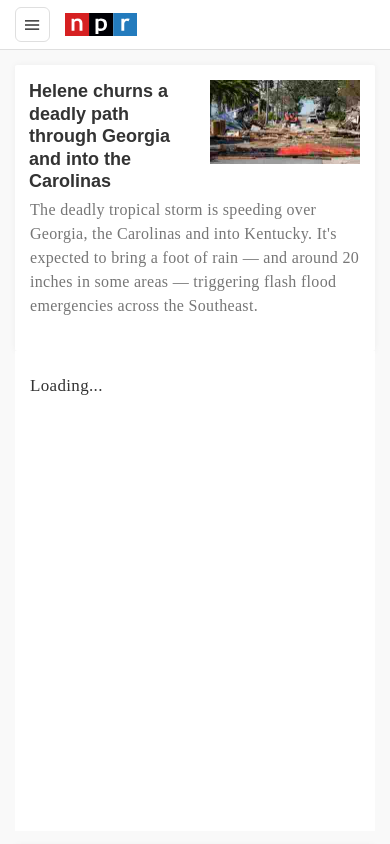 npr
Helene churns a
deadly path
through Georgia
and into the
Carolinas
The deadly tropical storm is speeding over
Georgia, the Carolinas and into Kentucky. It's
expected to bring a foot of rain — and around 20
inches in some areas — triggering flash flood
emergencies across the Southeast.
Loading...